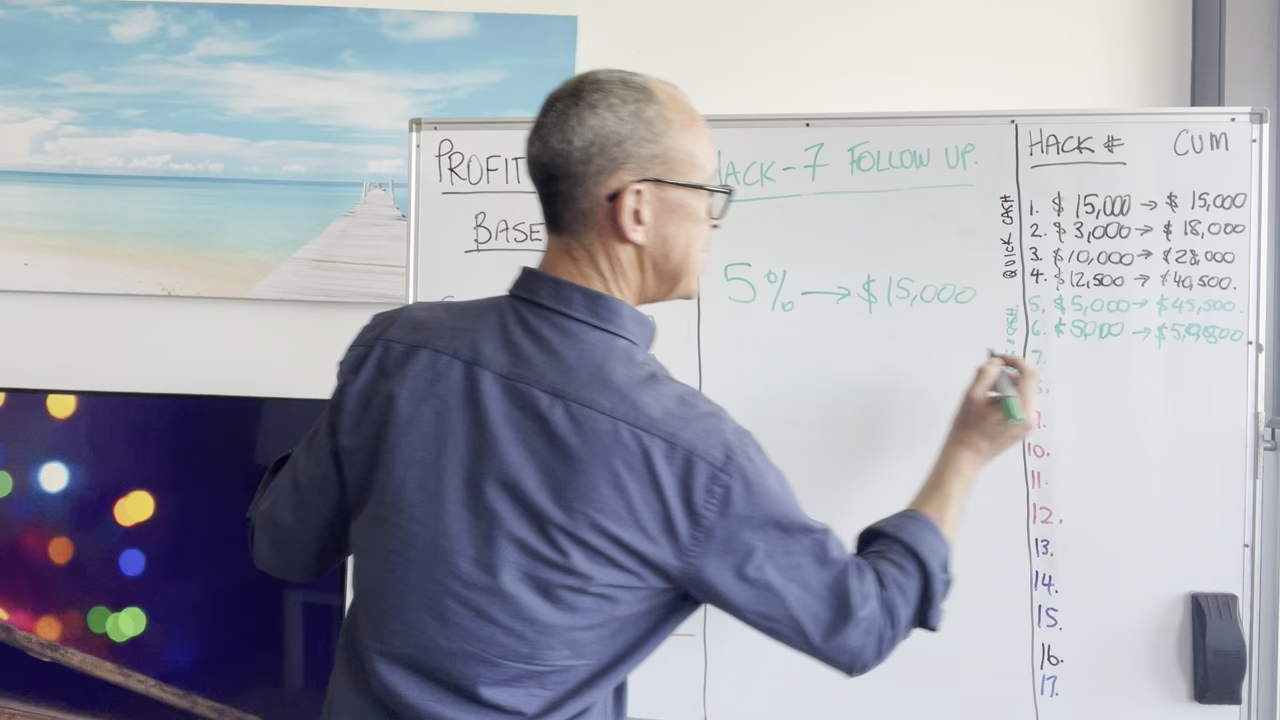 PROFIT
BASE
HACK-7 FOLLOW UP.
5% → $15,000
HACK # CUM
QUICK CASH
1. $ 15,000 → $ 15,000
2. $ 3,000 → $ 18,000
3. $10,000 → $28,000
4. $12,500 → $40,500.
5. $5,000 → $45,500.
6. $5000 →
CASH.
7.
10.
11.
12.
13.
14.
15.
16.
17.